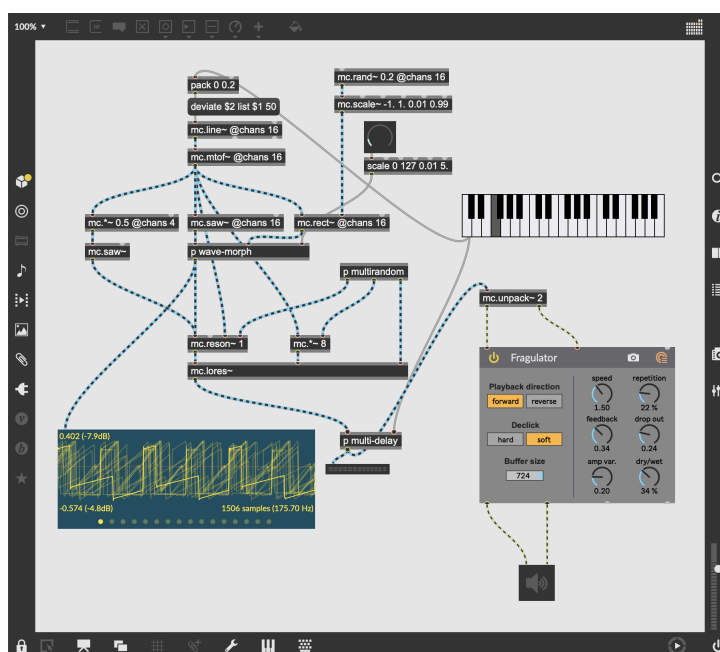 100% ▼
pack 0 0.2
mc.rand~ 0.2 @chans 16
deviate $2 list $1 50
mc.scale~ -1. 1. 0.01 0.99
mc.line~ @chans 16
mc.mtof~ @chans 16
scale 0 127 0.01 5.
mc.*~ 0.5 @chans 4
mc.saw~ @chans 16
mc.rect~ @chans 16
mc.saw~
p wave-morph
p multirandom
mc.unpack~ 2
mc.reson~ 1
mc.*~ 8
mc.lores~
Fragulator
Playback direction
forward
reverse
Declick
hard
soft
Buffer size
724
speed
repetition
1.50
22 %
feedback
drop out
0.34
0.24
amp var.
dry/wet
0.20
34 %
p multi-delay
0.402 (-7.9dB)
-0.574 (-4.8dB)
1506 samples (175.70 Hz)